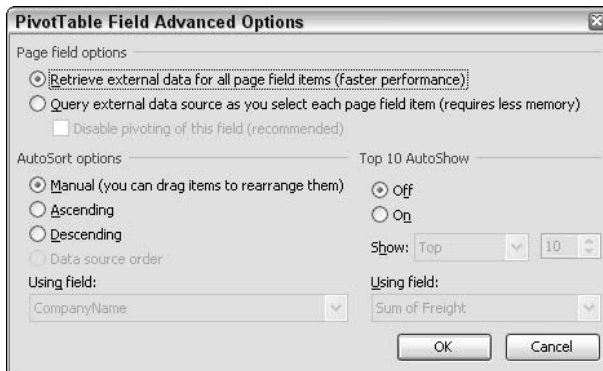 PivotTable Field Advanced Options
Page field options
Retrieve external data for all page field items (faster performance)
Query external data source as you select each page field item (requires less memory)
Disable pivoting of this field (recommended)
AutoSort options
Manual (you can drag items to rearrange them)
Ascending
Descending
Data source order
Using field:
CompanyName
Top 10 AutoShow
Off
On
Show: Top 10
Using field:
Sum of Freight
OK Cancel